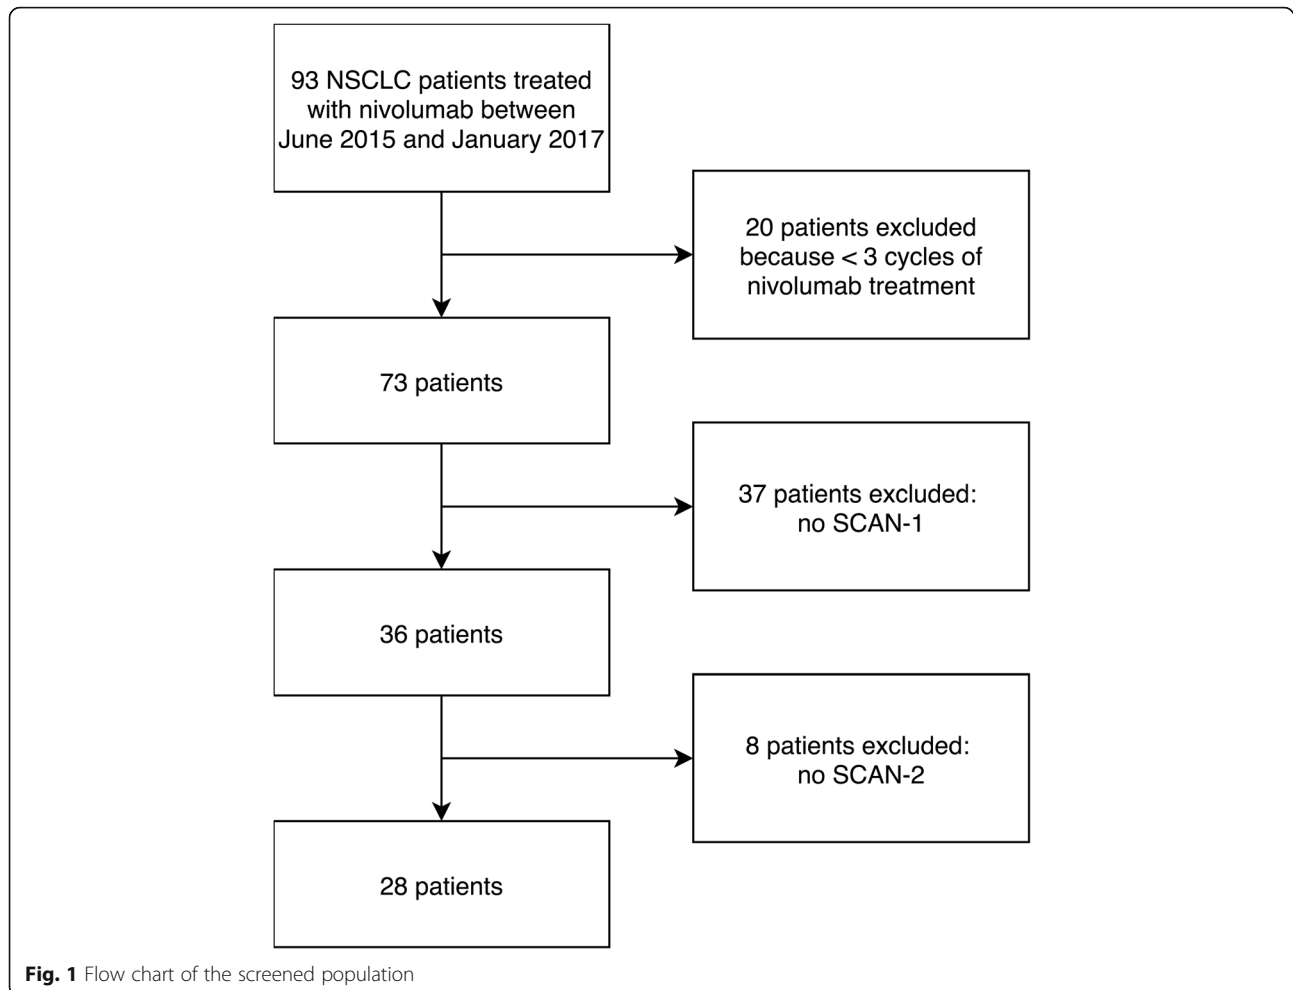 93 NSCLC patients treated
with nivolumab between
June 2015 and January 2017
20 patients excluded
because < 3 cycles of
nivolumab treatment
73 patients
37 patients excluded:
no SCAN-1
36 patients
8 patients excluded:
no SCAN-2
28 patients
Fig. 1 Flow chart of the screened population